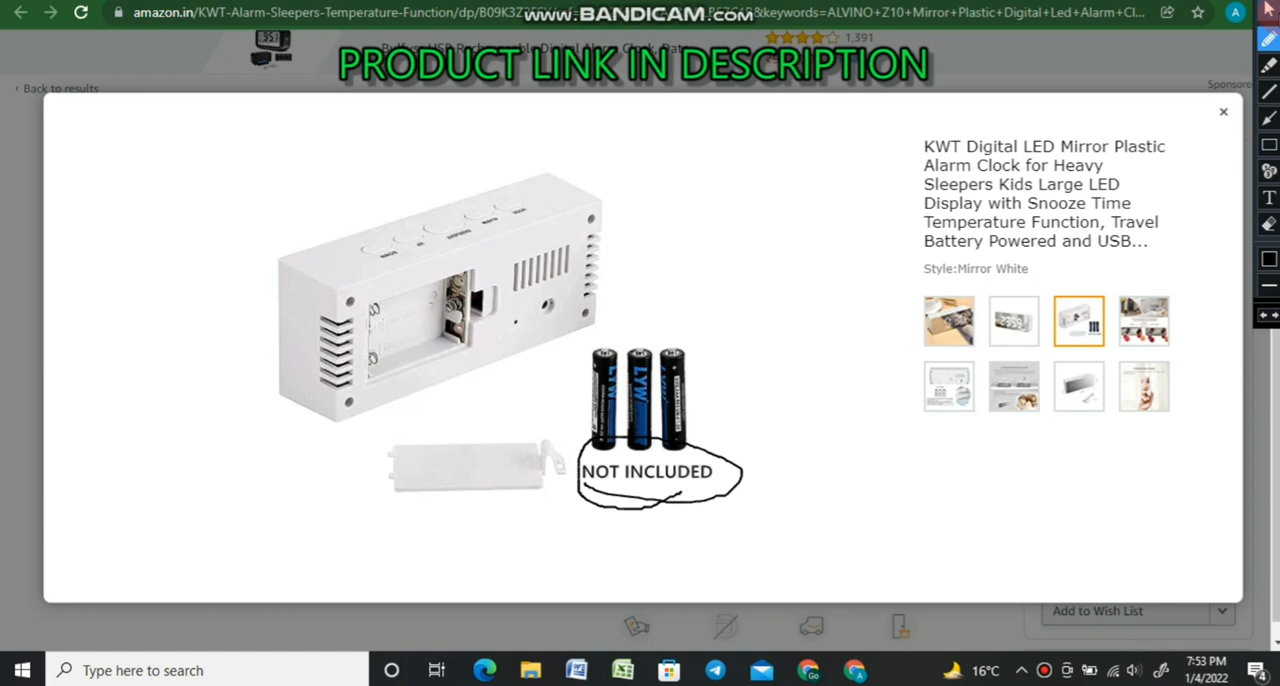 amazon.in/KWT-Alarm-Sleepers-Temperature-Function/dp/
&keywords=ALVINO+Z10+Mirror+Plastic+Digital+Led+Alarm+Cl...
www.BANDICAM.com
A
1,391
PRODUCT LINK IN DESCRIPTION
‹ Back to results
KWT Digital LED Mirror Plastic
Alarm Clock for Heavy
Sleepers Kids Large LED
Display with Snooze Time
Temperature Function, Travel
Battery Powered and USB...
Style:Mirror White
LYW
NOT INCLUDED
Add to Wish List
Type here to search
16°C
7:53 PM
1/4/2022
4